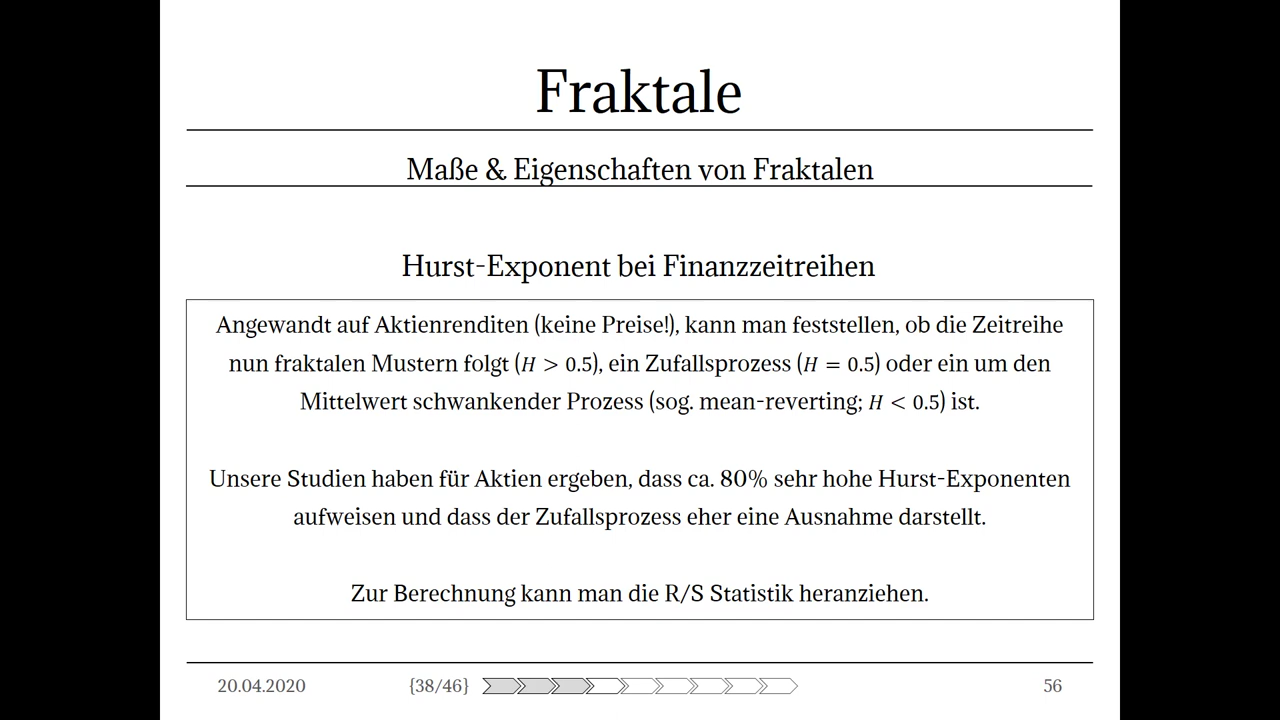 Fraktale
Maße & Eigenschaften von Fraktalen
Hurst-Exponent bei Finanzzeitreihen
Angewandt auf Aktienrenditen (keine Preise!), kann man feststellen, ob die Zeitreihe
nun fraktalen Mustern folgt (H > 0.5), ein Zufallsprozess (H = 0.5) oder ein um den
Mittelwert schwankender Prozess (sog. mean-reverting; H < 0.5) ist.
Unsere Studien haben für Aktien ergeben, dass ca. 80% sehr hohe Hurst-Exponenten
aufweisen und dass der Zufallsprozess eher eine Ausnahme darstellt.
Zur Berechnung kann man die R/S Statistik heranziehen.
20.04.2020 {38/46} 56